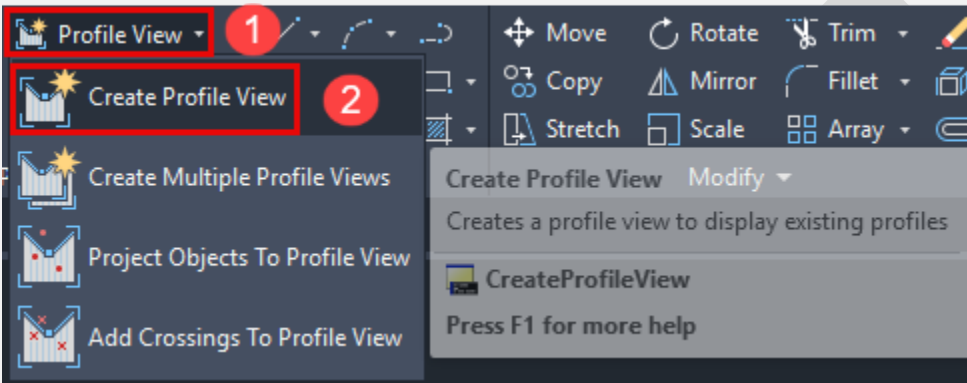 Profile View
1
Move
Rotate
Trim
Create Profile View
2
Copy
Mirror
Fillet
Stretch
Scale
Array
Create Multiple Profile Views
Create Profile View
Modify
Creates a profile view to display existing profiles
Project Objects To Profile View
CreateProfileView
Add Crossings To Profile View
Press F1 for more help